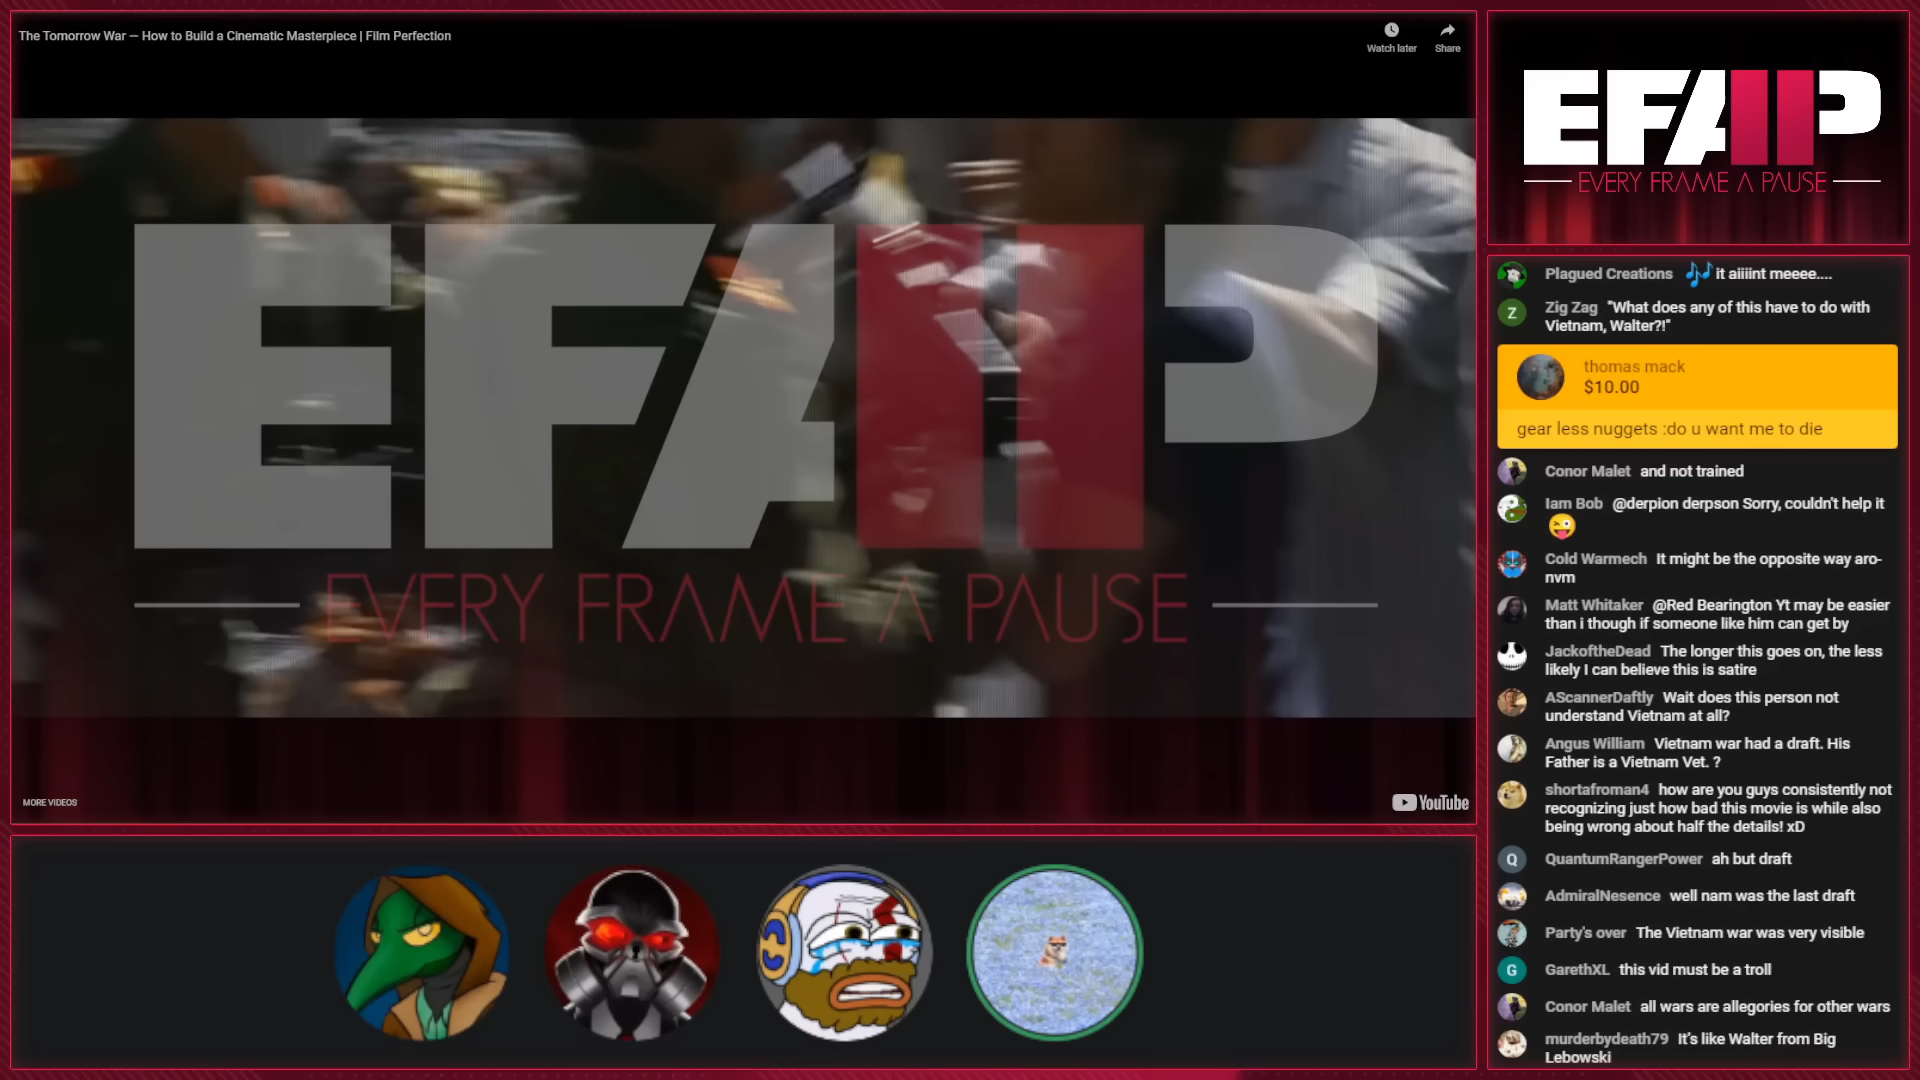 The Tomorrow War — How to Build a Cinematic Masterpiece | Film Perfection
Watch later
Share
EFAP
EVERY FRAME A PAUSE
MORE VIDEOS
YouTube
EFAP
EVERY FRAME A PAUSE
Plagued Creations 🎶 it aiiiint meeee....
Z
Zig Zag "What does any of this have to do with
Vietnam, Walter?!"
thomas mack
$10.00
gear less nuggets :do u want me to die
Conor Malet and not trained
Iam Bob @derpion derpson Sorry, couldn't help it
😜
Cold Warmech It might be the opposite way aro-
nvm
Matt Whitaker @Red Bearington Yt may be easier
than i though if someone like him can get by
JackoftheDead The longer this goes on, the less
likely I can believe this is satire
AScannerDaftly Wait does this person not
understand Vietnam at all?
Angus William Vietnam war had a draft. His
Father is a Vietnam Vet. ?
shortafroman4 how are you guys consistently not
recognizing just how bad this movie is while also
being wrong about half the details! xD
Q
QuantumRangerPower ah but draft
AdmiralNesence well nam was the last draft
Party's over The Vietnam war was very visible
G
GarethXL this vid must be a troll
Conor Malet all wars are allegories for other wars
murderbydeath79 It's like Walter from Big
Lebowski